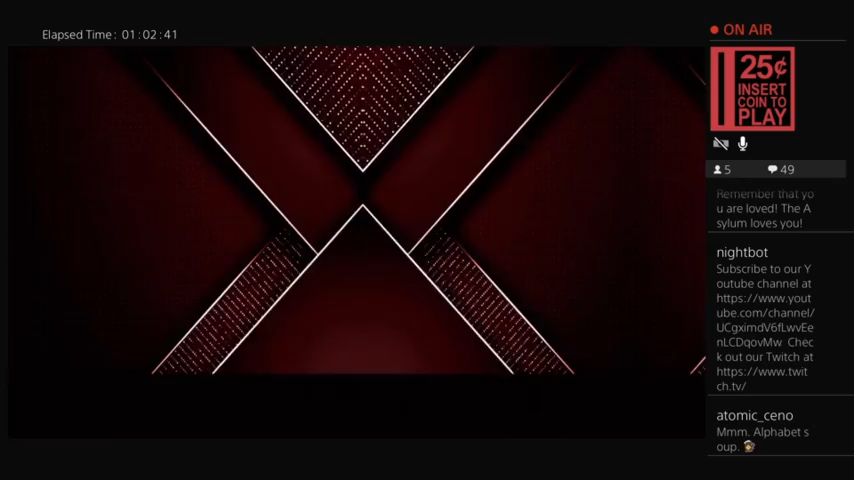 Elapsed Time: 01:02:41
ON AIR
25¢
INSERT
COIN TO
PLAY
5 49
Remember that yo
u are loved! The A
sylum loves you!
nightbot
Subscribe to our Y
outube channel at
https://www.yout
ube.com/channel/
UCgximdV6fLwvEe
nLCDqovMw Chec
k out our Twitch at
https://www.twit
ch.tv/
atomic_ceno
Mmm. Alphabet s
oup.